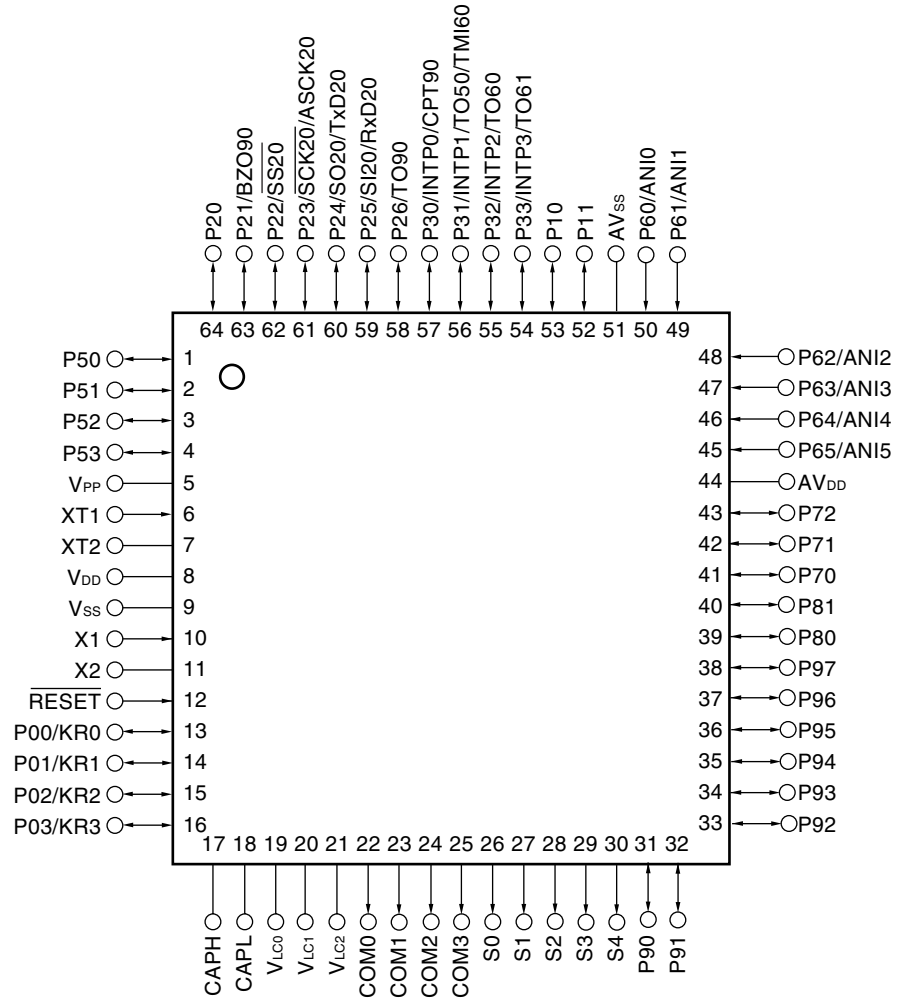 P20
P21/BZO90
P22/SS20
P23/SCK20/ASCK20
P24/SO20/TxD20
P25/SI20/RxD20
P26/TO90
P30/INTP0/CPT90
P31/INTP1/TO50/TMI60
P32/INTP2/TO60
P33/INTP3/TO61
P10
P11
AVSS
P60/ANI0
P61/ANI1
64 63 62 61 60 59 58 57 56 55 54 53 52 51 50 49
P50 1
P51 2
P52 3
P53 4
VPP 5
XT1 6
XT2 7
VDD 8
VSS 9
X1 10
X2 11
RESET 12
P00/KR0 13
P01/KR1 14
P02/KR2 15
P03/KR3 16
48 P62/ANI2
47 P63/ANI3
46 P64/ANI4
45 P65/ANI5
44 AVDD
43 P72
42 P71
41 P70
40 P81
39 P80
38 P97
37 P96
36 P95
35 P94
34 P93
33 P92
17 18 19 20 21 22 23 24 25 26 27 28 29 30 31 32
CAPH
CAPL
VLC0
VLC1
VLC2
COM0
COM1
COM2
COM3
S0
S1
S2
S3
S4
P90
P91